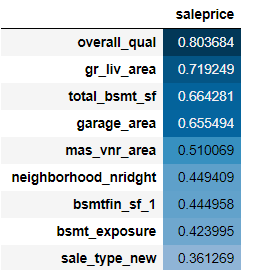 saleprice
overall_qual 0.803684
gr_liv_area 0.719249
total_bsmt_sf 0.664281
garage_area 0.655494
mas_vnr_area 0.510069
neighborhood_nridght 0.449409
bsmtfin_sf_1 0.444958
bsmt_exposure 0.423995
sale_type_new 0.361269